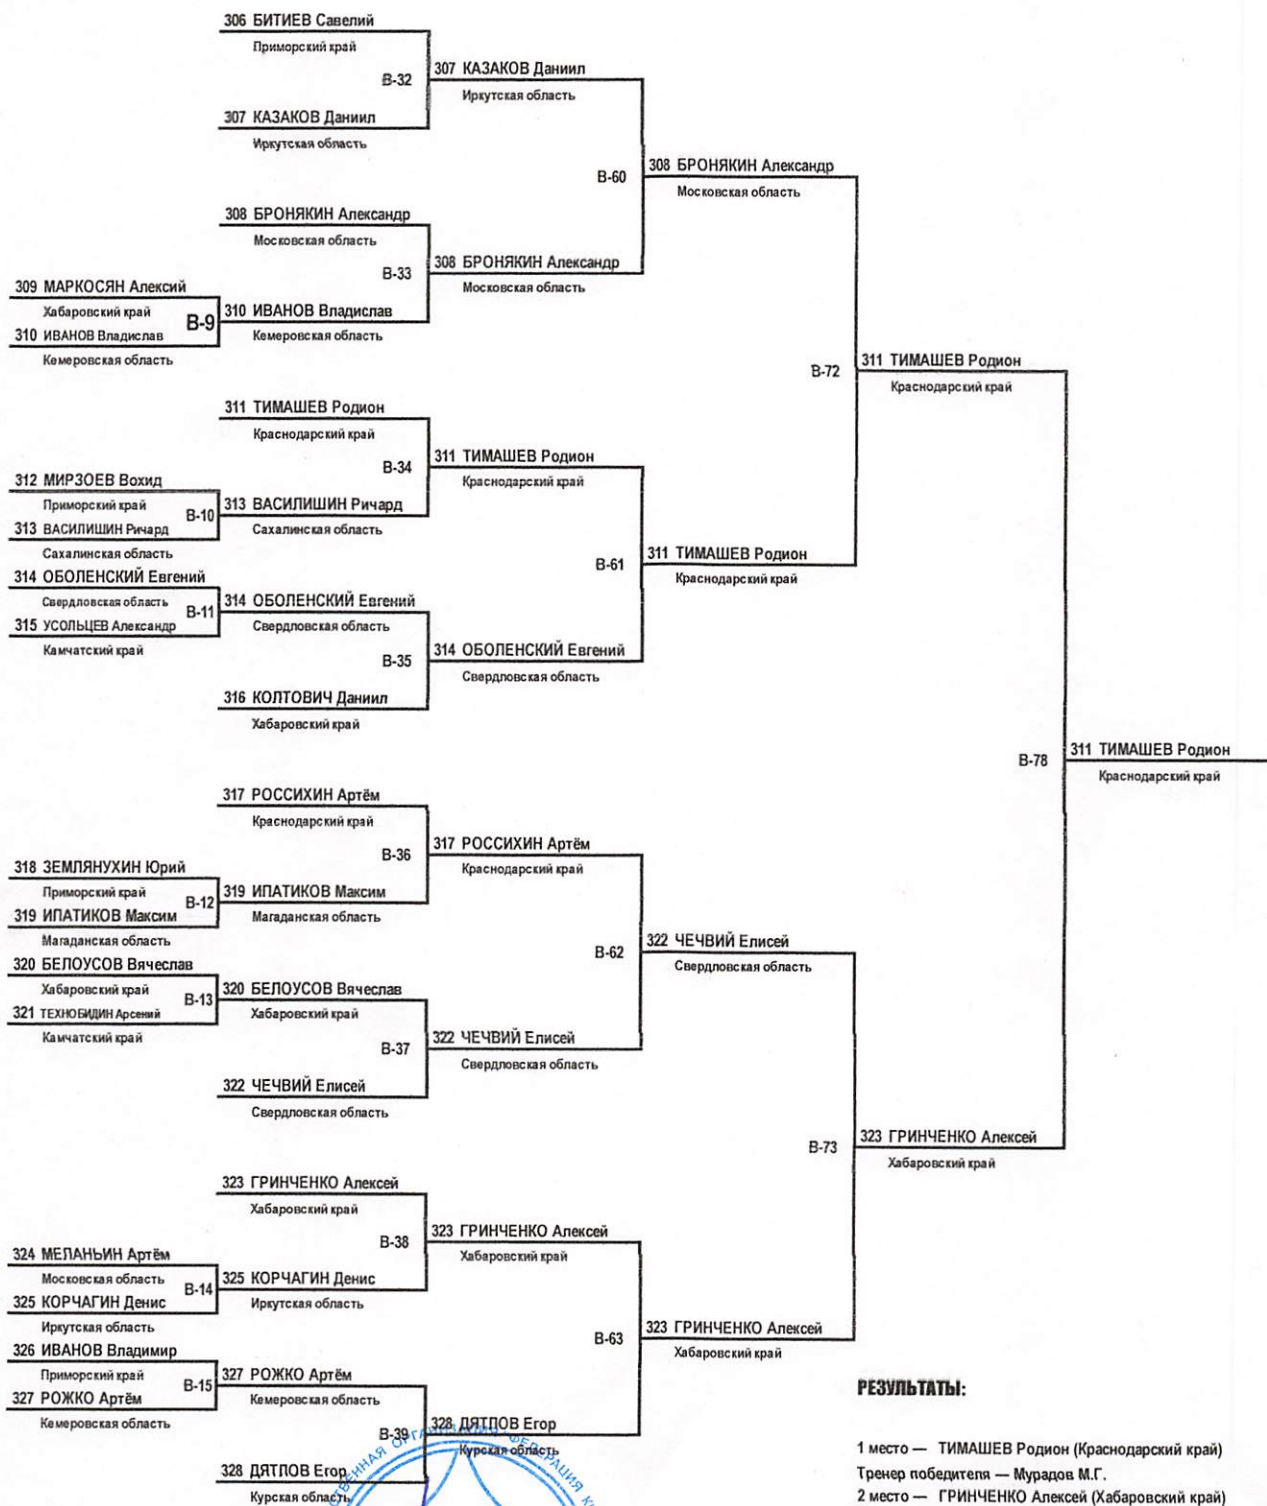 306 БИТИЕВ Савелий
Приморский край
В-32
307 КАЗАКОВ Даниил
Иркутская область
307 КАЗАКОВ Даниил
Иркутская область
В-60
308 БРОНЯКИН Александр
Московская область
308 БРОНЯКИН Александр
Московская область
В-33
308 БРОНЯКИН Александр
Московская область
309 МАРКОСЯН Алексий
Хабаровский край
В-9
310 ИВАНОВ Владислав
Кемеровская область
310 ИВАНОВ Владислав
Кемеровская область
В-72
311 ТИМАШЕВ Родион
Краснодарский край
311 ТИМАШЕВ Родион
Краснодарский край
В-34
311 ТИМАШЕВ Родион
Краснодарский край
312 МИРЗОЕВ Вохид
Приморский край
В-10
313 ВАСИЛИШИН Ричард
Сахалинская область
313 ВАСИЛИШИН Ричард
Сахалинская область
В-61
311 ТИМАШЕВ Родион
Краснодарский край
314 ОБОЛЕНСКИЙ Евгений
Свердловская область
В-11
314 ОБОЛЕНСКИЙ Евгений
Свердловская область
315 УСОЛЬЦЕВ Александр
Камчатский край
В-35
314 ОБОЛЕНСКИЙ Евгений
Свердловская область
316 КОЛТОВИЧ Даниил
Хабаровский край
В-78
311 ТИМАШЕВ Родион
Краснодарский край
317 РОССИХИН Артём
Краснодарский край
В-36
317 РОССИХИН Артём
Краснодарский край
318 ЗЕМЛЯНУХИН Юрий
Приморский край
В-12
319 ИПАТИКОВ Максим
Магаданская область
319 ИПАТИКОВ Максим
Магаданская область
В-62
322 ЧЕЧВИЙ Елисей
Свердловская область
320 БЕЛОУСОВ Вячеслав
Хабаровский край
В-13
320 БЕЛОУСОВ Вячеслав
Хабаровский край
321 ТЕХНОБИДИН Арсений
Камчатский край
В-37
322 ЧЕЧВИЙ Елисей
Свердловская область
322 ЧЕЧВИЙ Елисей
Свердловская область
В-73
323 ГРИНЧЕНКО Алексей
Хабаровский край
323 ГРИНЧЕНКО Алексей
Хабаровский край
В-38
323 ГРИНЧЕНКО Алексей
Хабаровский край
324 МЕЛАНЬИН Артём
Московская область
В-14
325 КОРЧАГИН Денис
Иркутская область
325 КОРЧАГИН Денис
Иркутская область
В-63
323 ГРИНЧЕНКО Алексей
Хабаровский край
326 ИВАНОВ Владимир
Приморский край
В-15
327 РОЖКО Артём
Кемеровская область
327 РОЖКО Артём
Кемеровская область
В-39
328 ДЯТЛОВ Егор
Курская область
328 ДЯТЛОВ Егор
Курская область
ОРГАНИЗАЦИЯ ФЕДЕРАЦИЯ
РЕЗУЛЬТАТЫ:
1 место — ТИМАШЕВ Родион (Краснодарский край)
Тренер победителя — Мурадов М.Г.
2 место — ГРИНЧЕНКО Алексей (Хабаровский край)